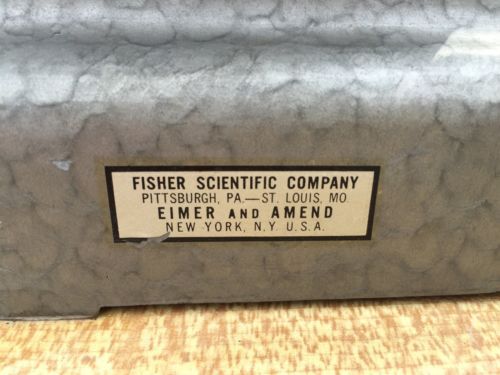 FISHER SCIENTIFIC COMPANY
PITTSBURGH, PA.—ST. LOUIS, MO.
EIMER AND AMEND
NEW YORK, N.Y. U.S.A.